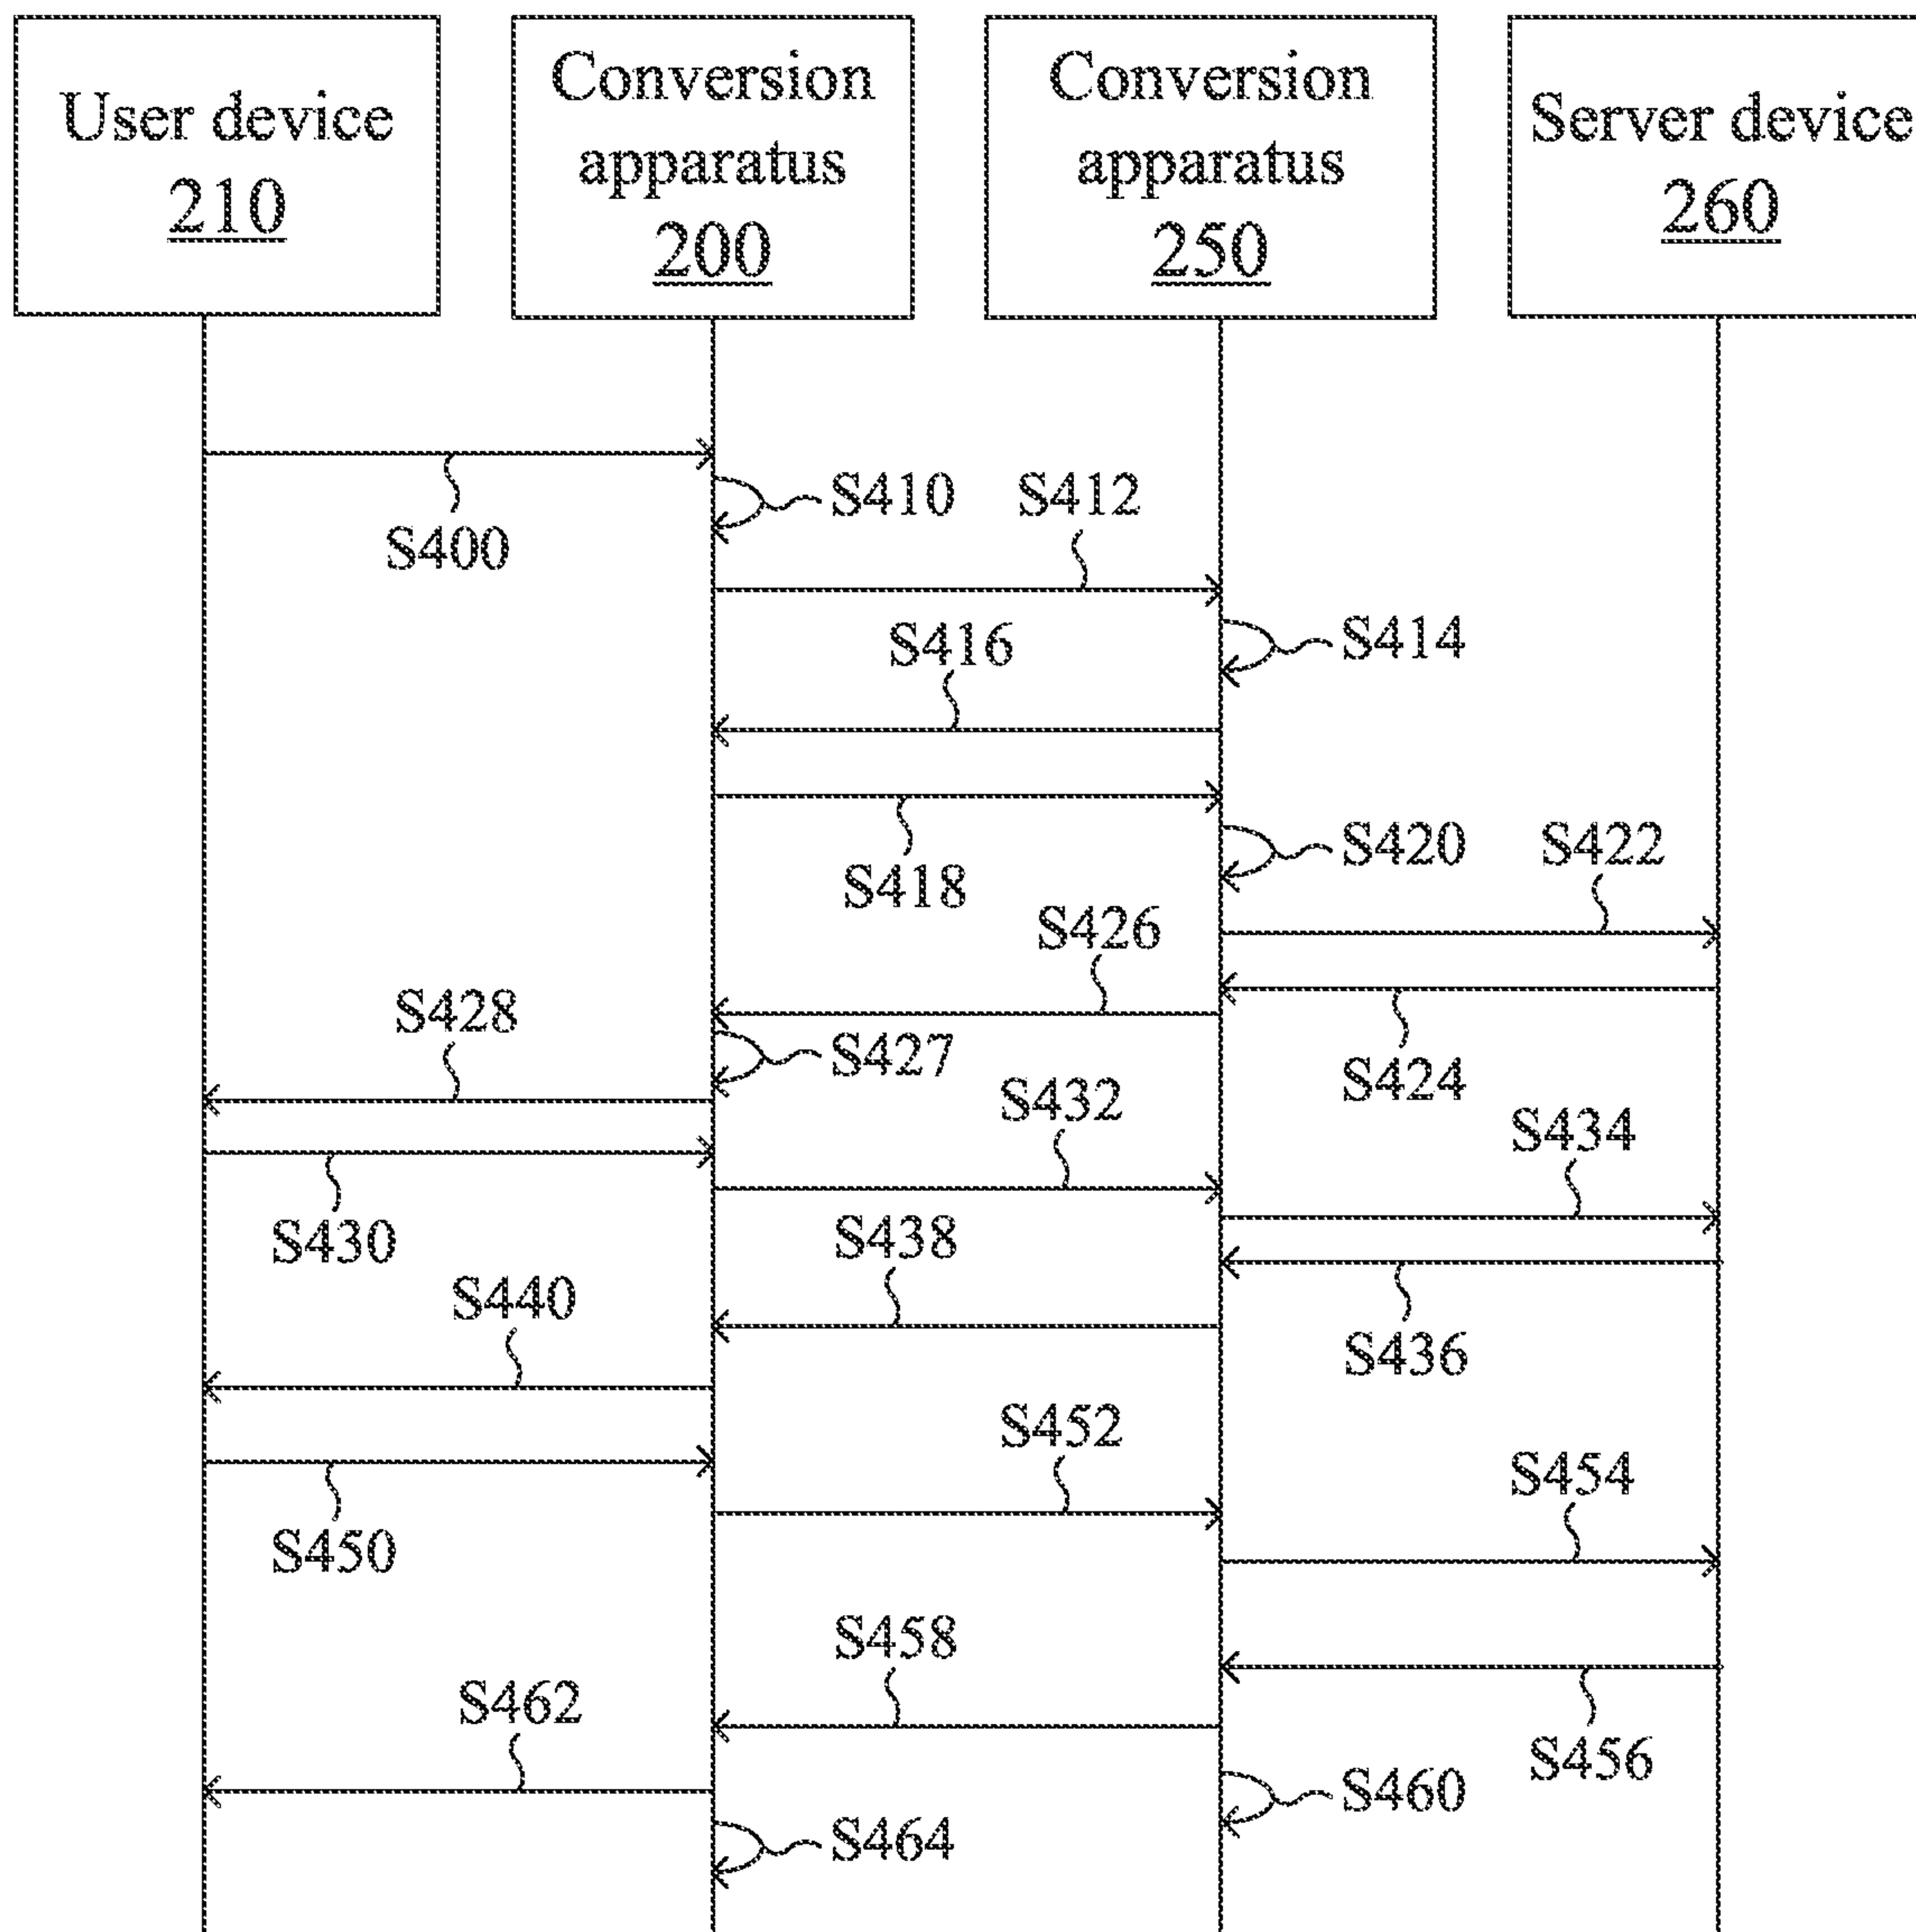 User device
210
Conversion
apparatus
200
Conversion
apparatus
250
Server device
260
S400
S410
S412
S414
S416
S418
S420
S422
S426
S424
S428
S427
S432
S434
S430
S438
S440
S436
S452
S450
S454
S458
S462
S456
S460
S464